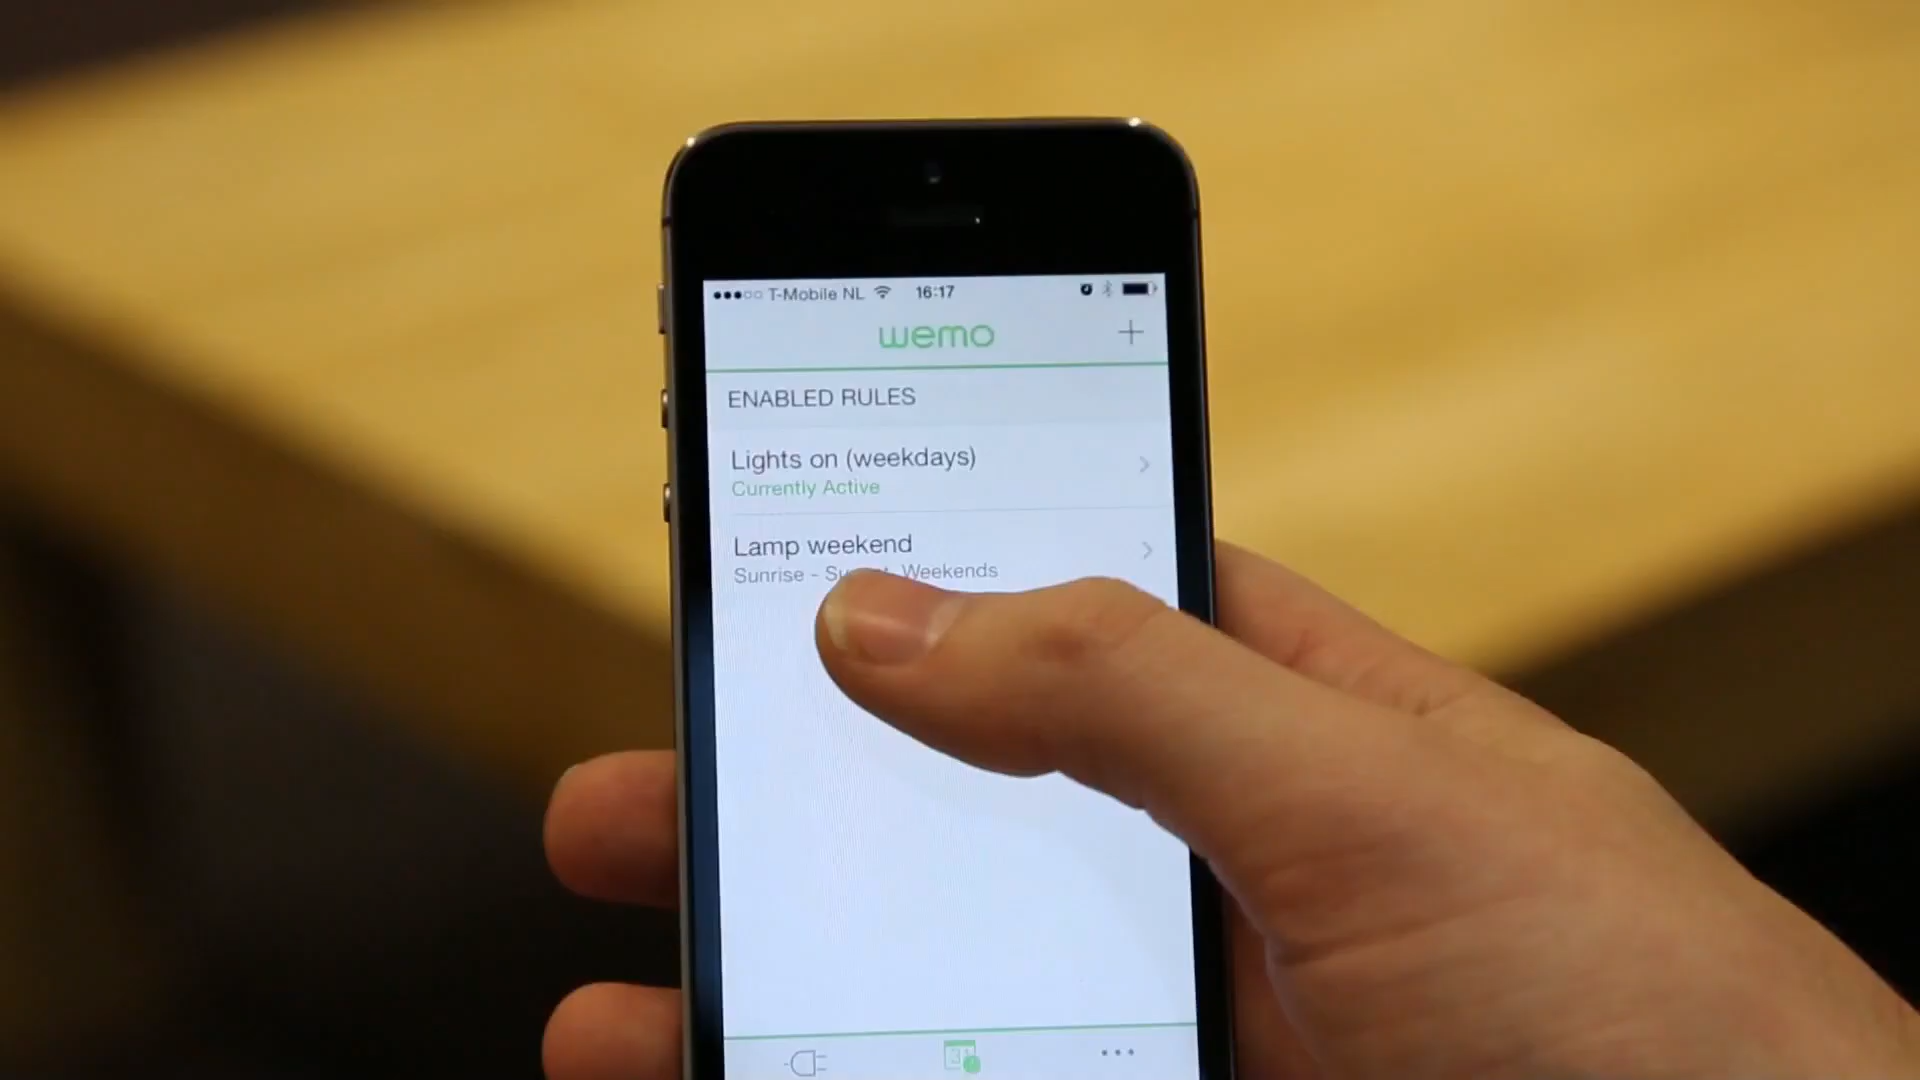 T-Mobile NL 16:17
wemo
ENABLED RULES
Lights on (weekdays)
Currently Active
Lamp weekend
Sunrise - Weekends